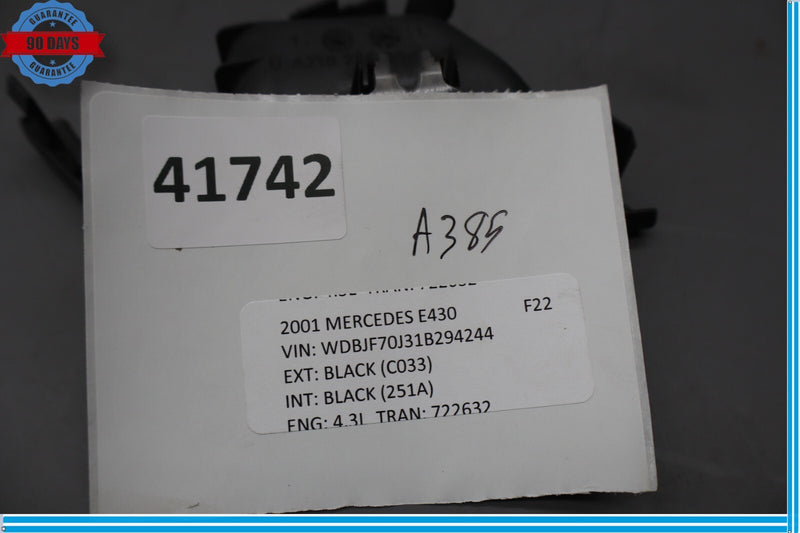 GUARANTEE
90 DAYS
GUARANTEE
41742
A385
2001 MERCEDES E430 F22
VIN: WDBJF70J31B294244
EXT: BLACK (C033)
INT: BLACK (251A)
ENG: 4.3L TRAN: 722632